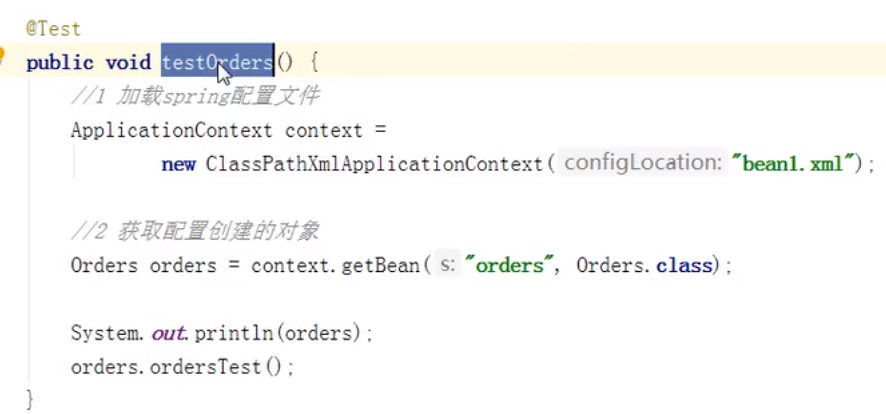 @Test
public void testOrders() {
//1 加载spring配置文件
ApplicationContext context =
new ClassPathXmlApplicationContext( configLocation: "bean1.xml");
//2 获取配置创建的对象
Orders orders = context.getBean( s: "orders", Orders.class);
System.out.println(orders);
orders.ordersTest();
}